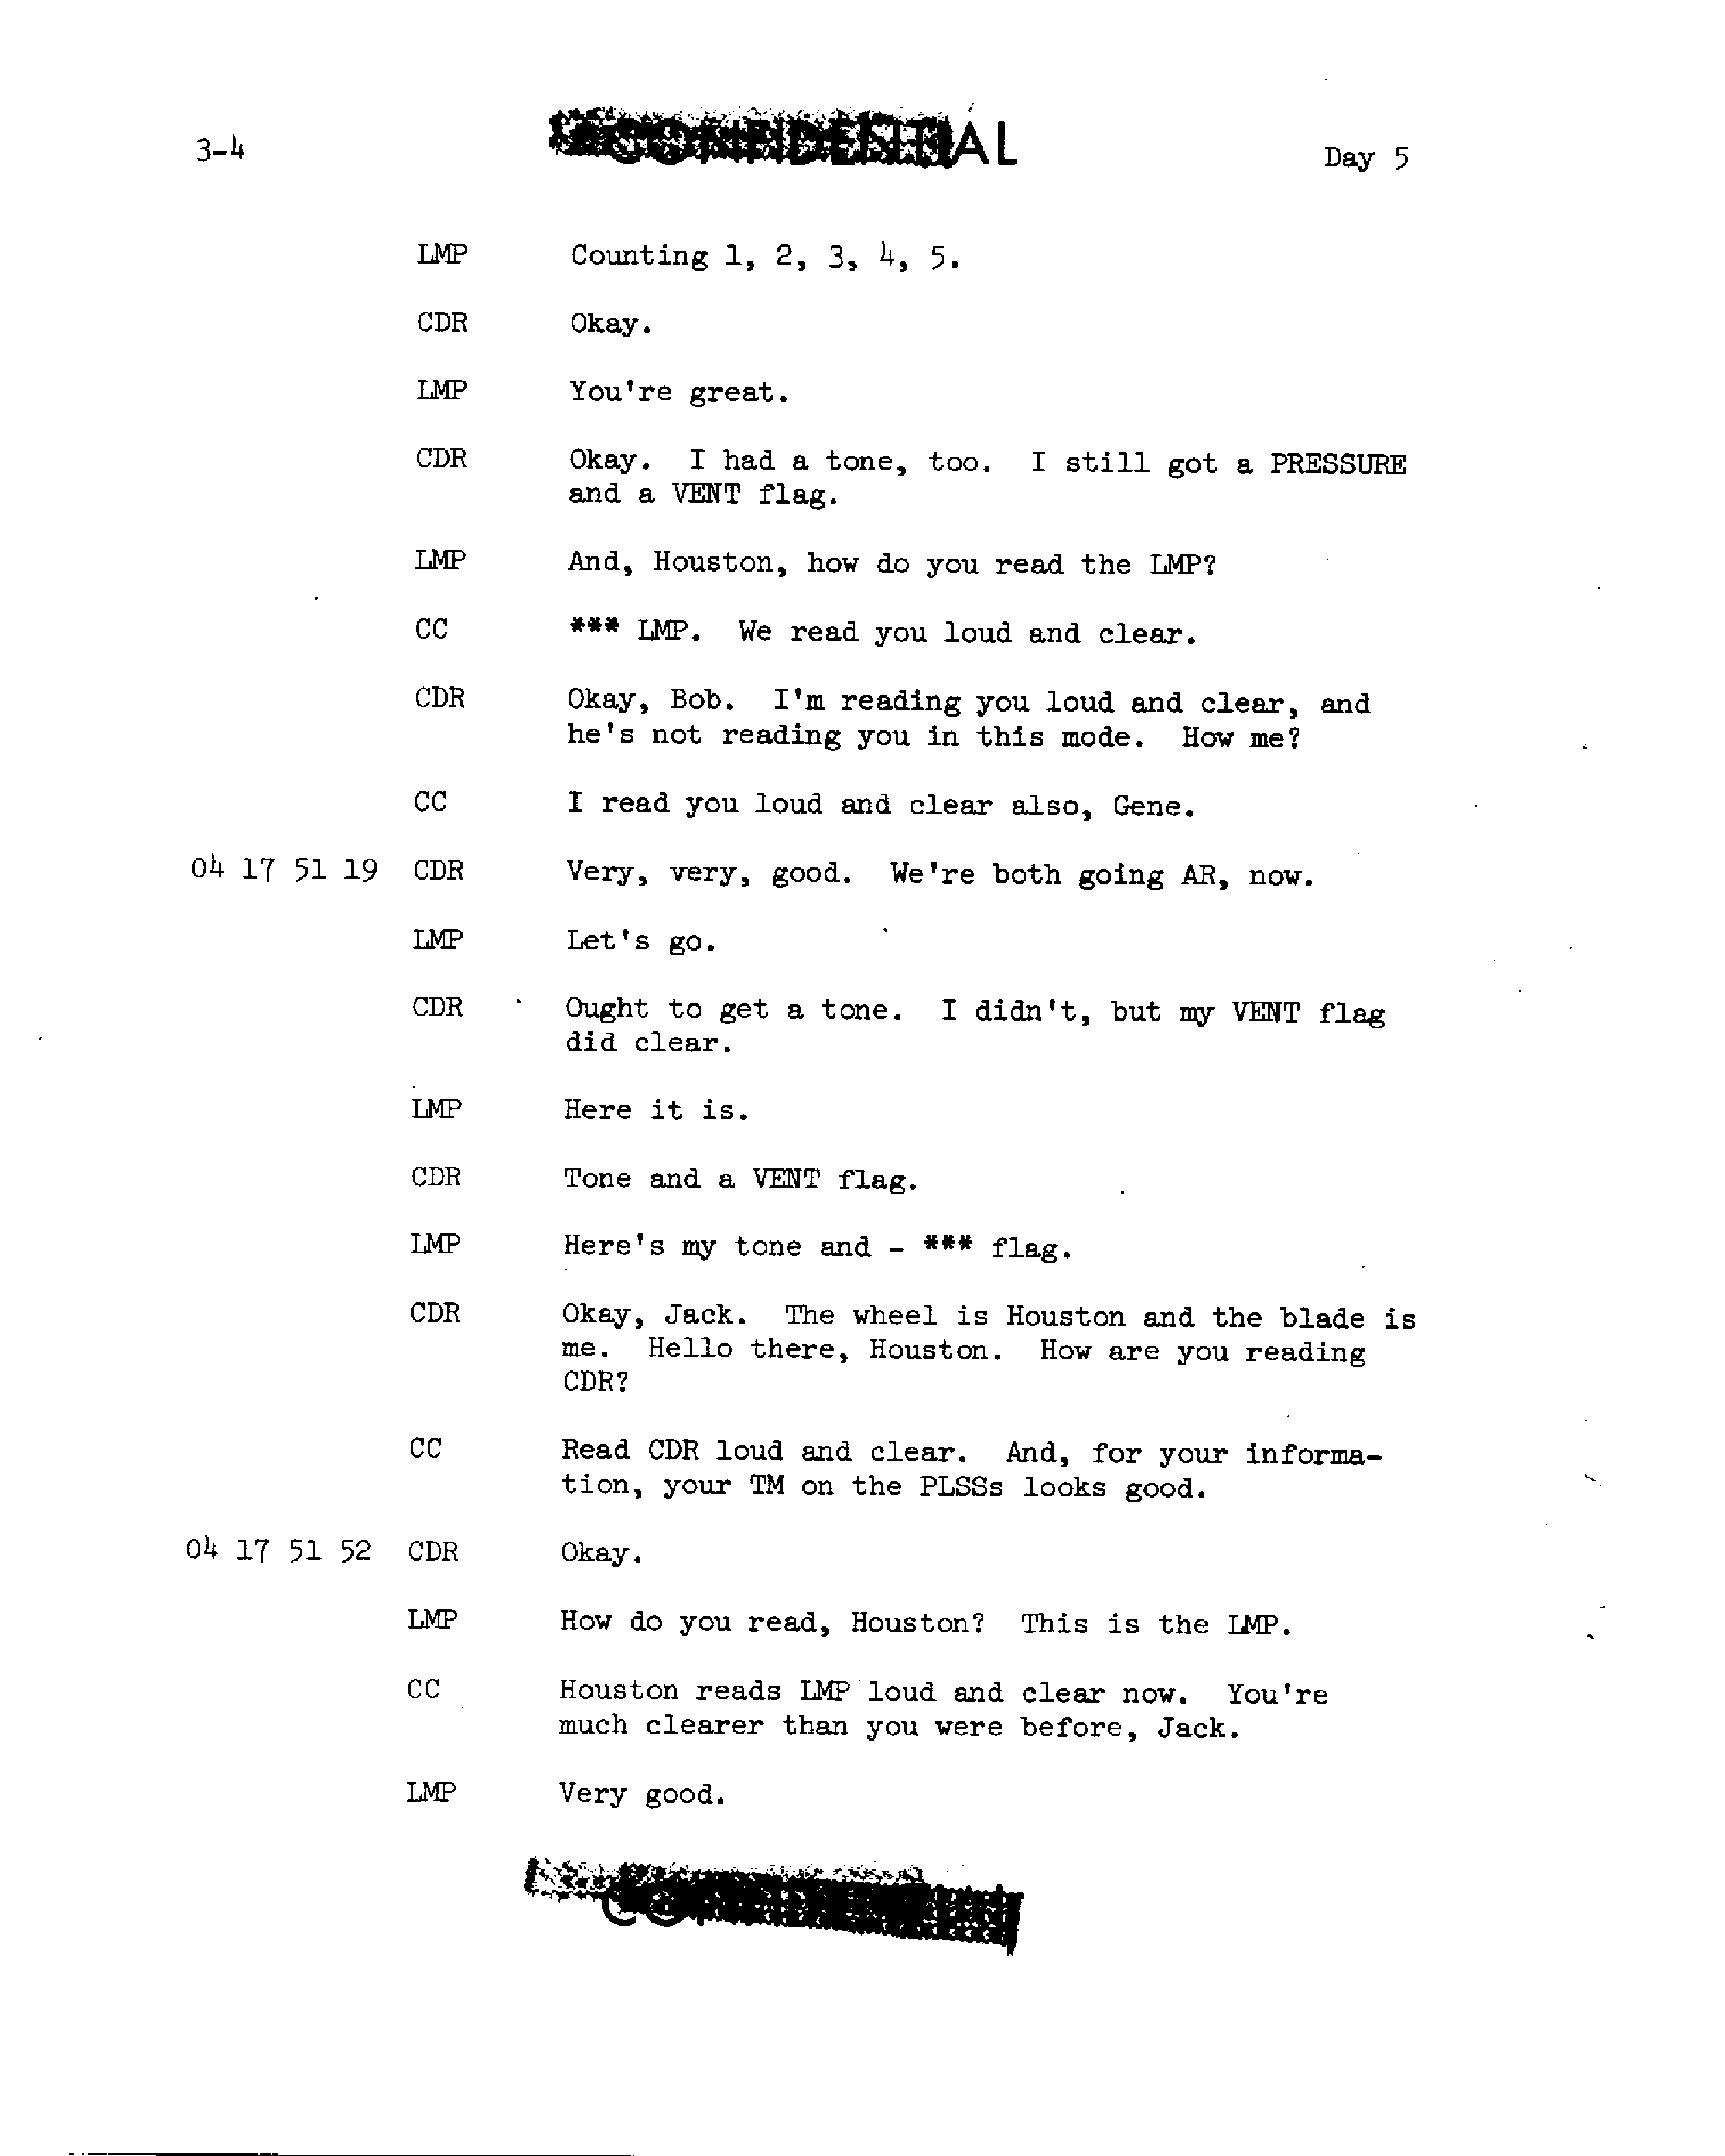 3-4
CONFIDENTIAL
Day 5
LMP Counting 1, 2, 3, 4, 5.
CDR Okay.
LMP You're great.
CDR Okay. I had a tone, too. I still got a PRESSURE
and a VENT flag.
LMP And, Houston, how do you read the LMP?
CC *** LMP. We read you loud and clear.
CDR Okay, Bob. I'm reading you loud and clear, and
he's not reading you in this mode. How me?
CC I read you loud and clear also, Gene.
04 17 51 19 CDR Very, very, good. We're both going AR, now.
LMP Let's go.
CDR Ought to get a tone. I didn't, but my VENT flag
did clear.
LMP Here it is.
CDR Tone and a VENT flag.
LMP Here's my tone and - *** flag.
CDR Okay, Jack. The wheel is Houston and the blade is
me. Hello there, Houston. How are you reading
CDR?
CC Read CDR loud and clear. And, for your informa-
tion, your TM on the PLSSs looks good.
04 17 51 52 CDR Okay.
LMP How do you read, Houston? This is the LMP.
CC Houston reads LMP loud and clear now. You're
much clearer than you were before, Jack.
LMP Very good.